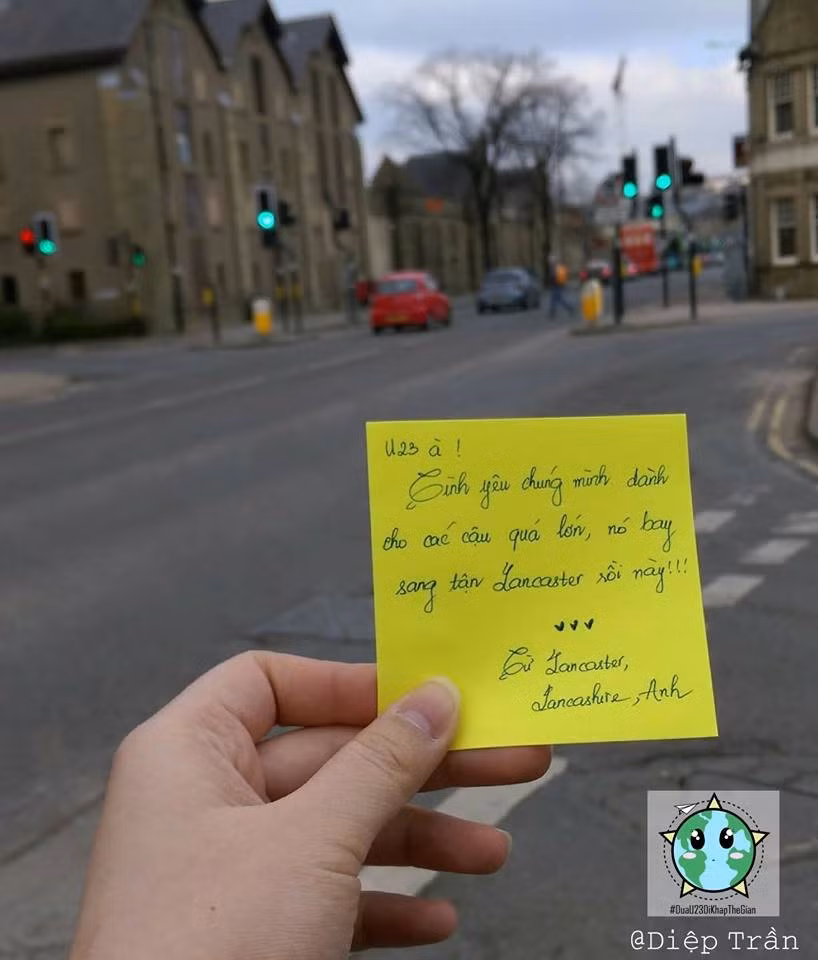 U23 à !
Tình yêu chúng mình dành
cho các cậu quá lớn, nó bay
sang tận Lancaster rồi này!!!
Từ Lancaster,
Lancashire, Anh
#DuaU23DiKhapTheGian
@Diệp Trần